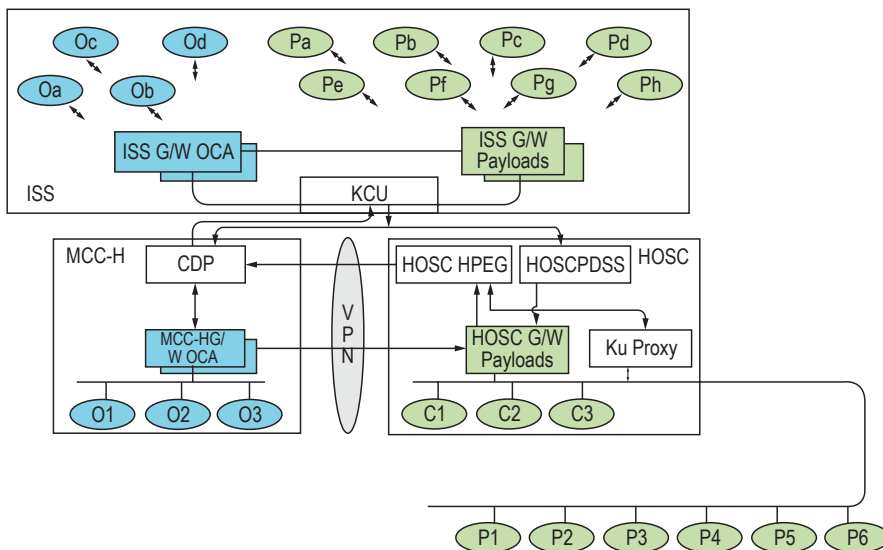 Oc
Od
Pa
Pb
Pc
Pd
Oa
Ob
Pe
Pf
Pg
Ph
ISS G/W OCA
ISS G/W
Payloads
ISS
KCU
MCC-H
CDP
HOSC HPEG
HOSCPDSS
HOSC
V
P
N
MCC-HG/
W OCA
HOSC G/W
Payloads
Ku Proxy
O1
O2
O3
C1
C2
C3
P1
P2
P3
P4
P5
P6